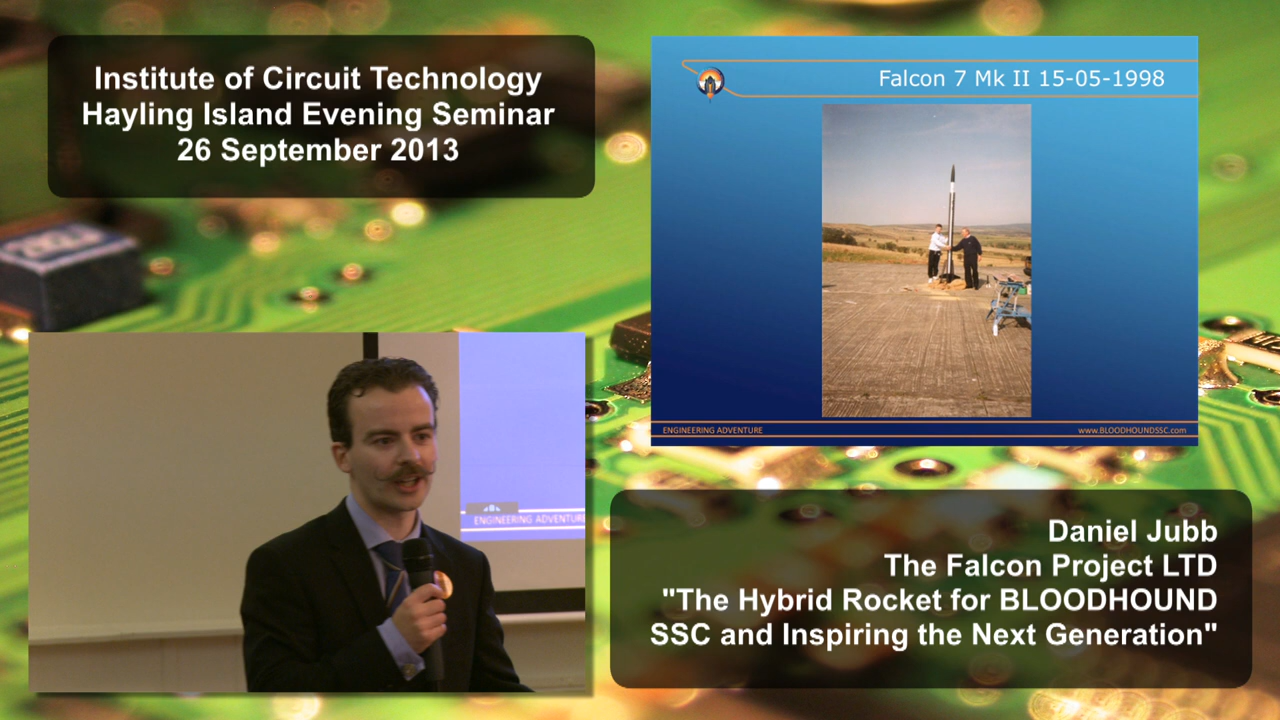 Institute of Circuit Technology
Hayling Island Evening Seminar
26 September 2013
Falcon 7 Mk II 15-05-1998
ENGINEERING ADVENTURE
www.BLOODHOUNDSSC.com
ENGINEERING ADVENTURE
Daniel Jubb
The Falcon Project LTD
"The Hybrid Rocket for BLOODHOUND
SSC and Inspiring the Next Generation"